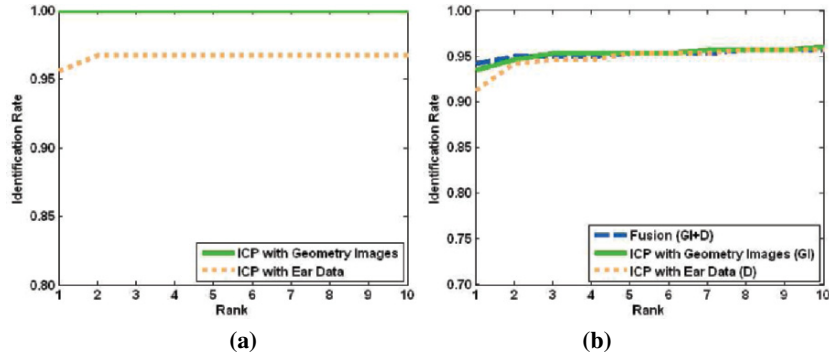 1.00
0.95
0.90
0.85
0.80
Identification Rate
1 2 3 4 5 6 7 8 9 10
Rank
ICP with Geometry Images
ICP with Ear Data
(a)
1.00
0.95
0.90
0.85
0.80
0.75
0.70
Identification Rate
1 2 3 4 5 6 7 8 9 10
Rank
Fusion (GI+D)
ICP with Geometry Images (GI)
ICP with Ear Data (D)
(b)